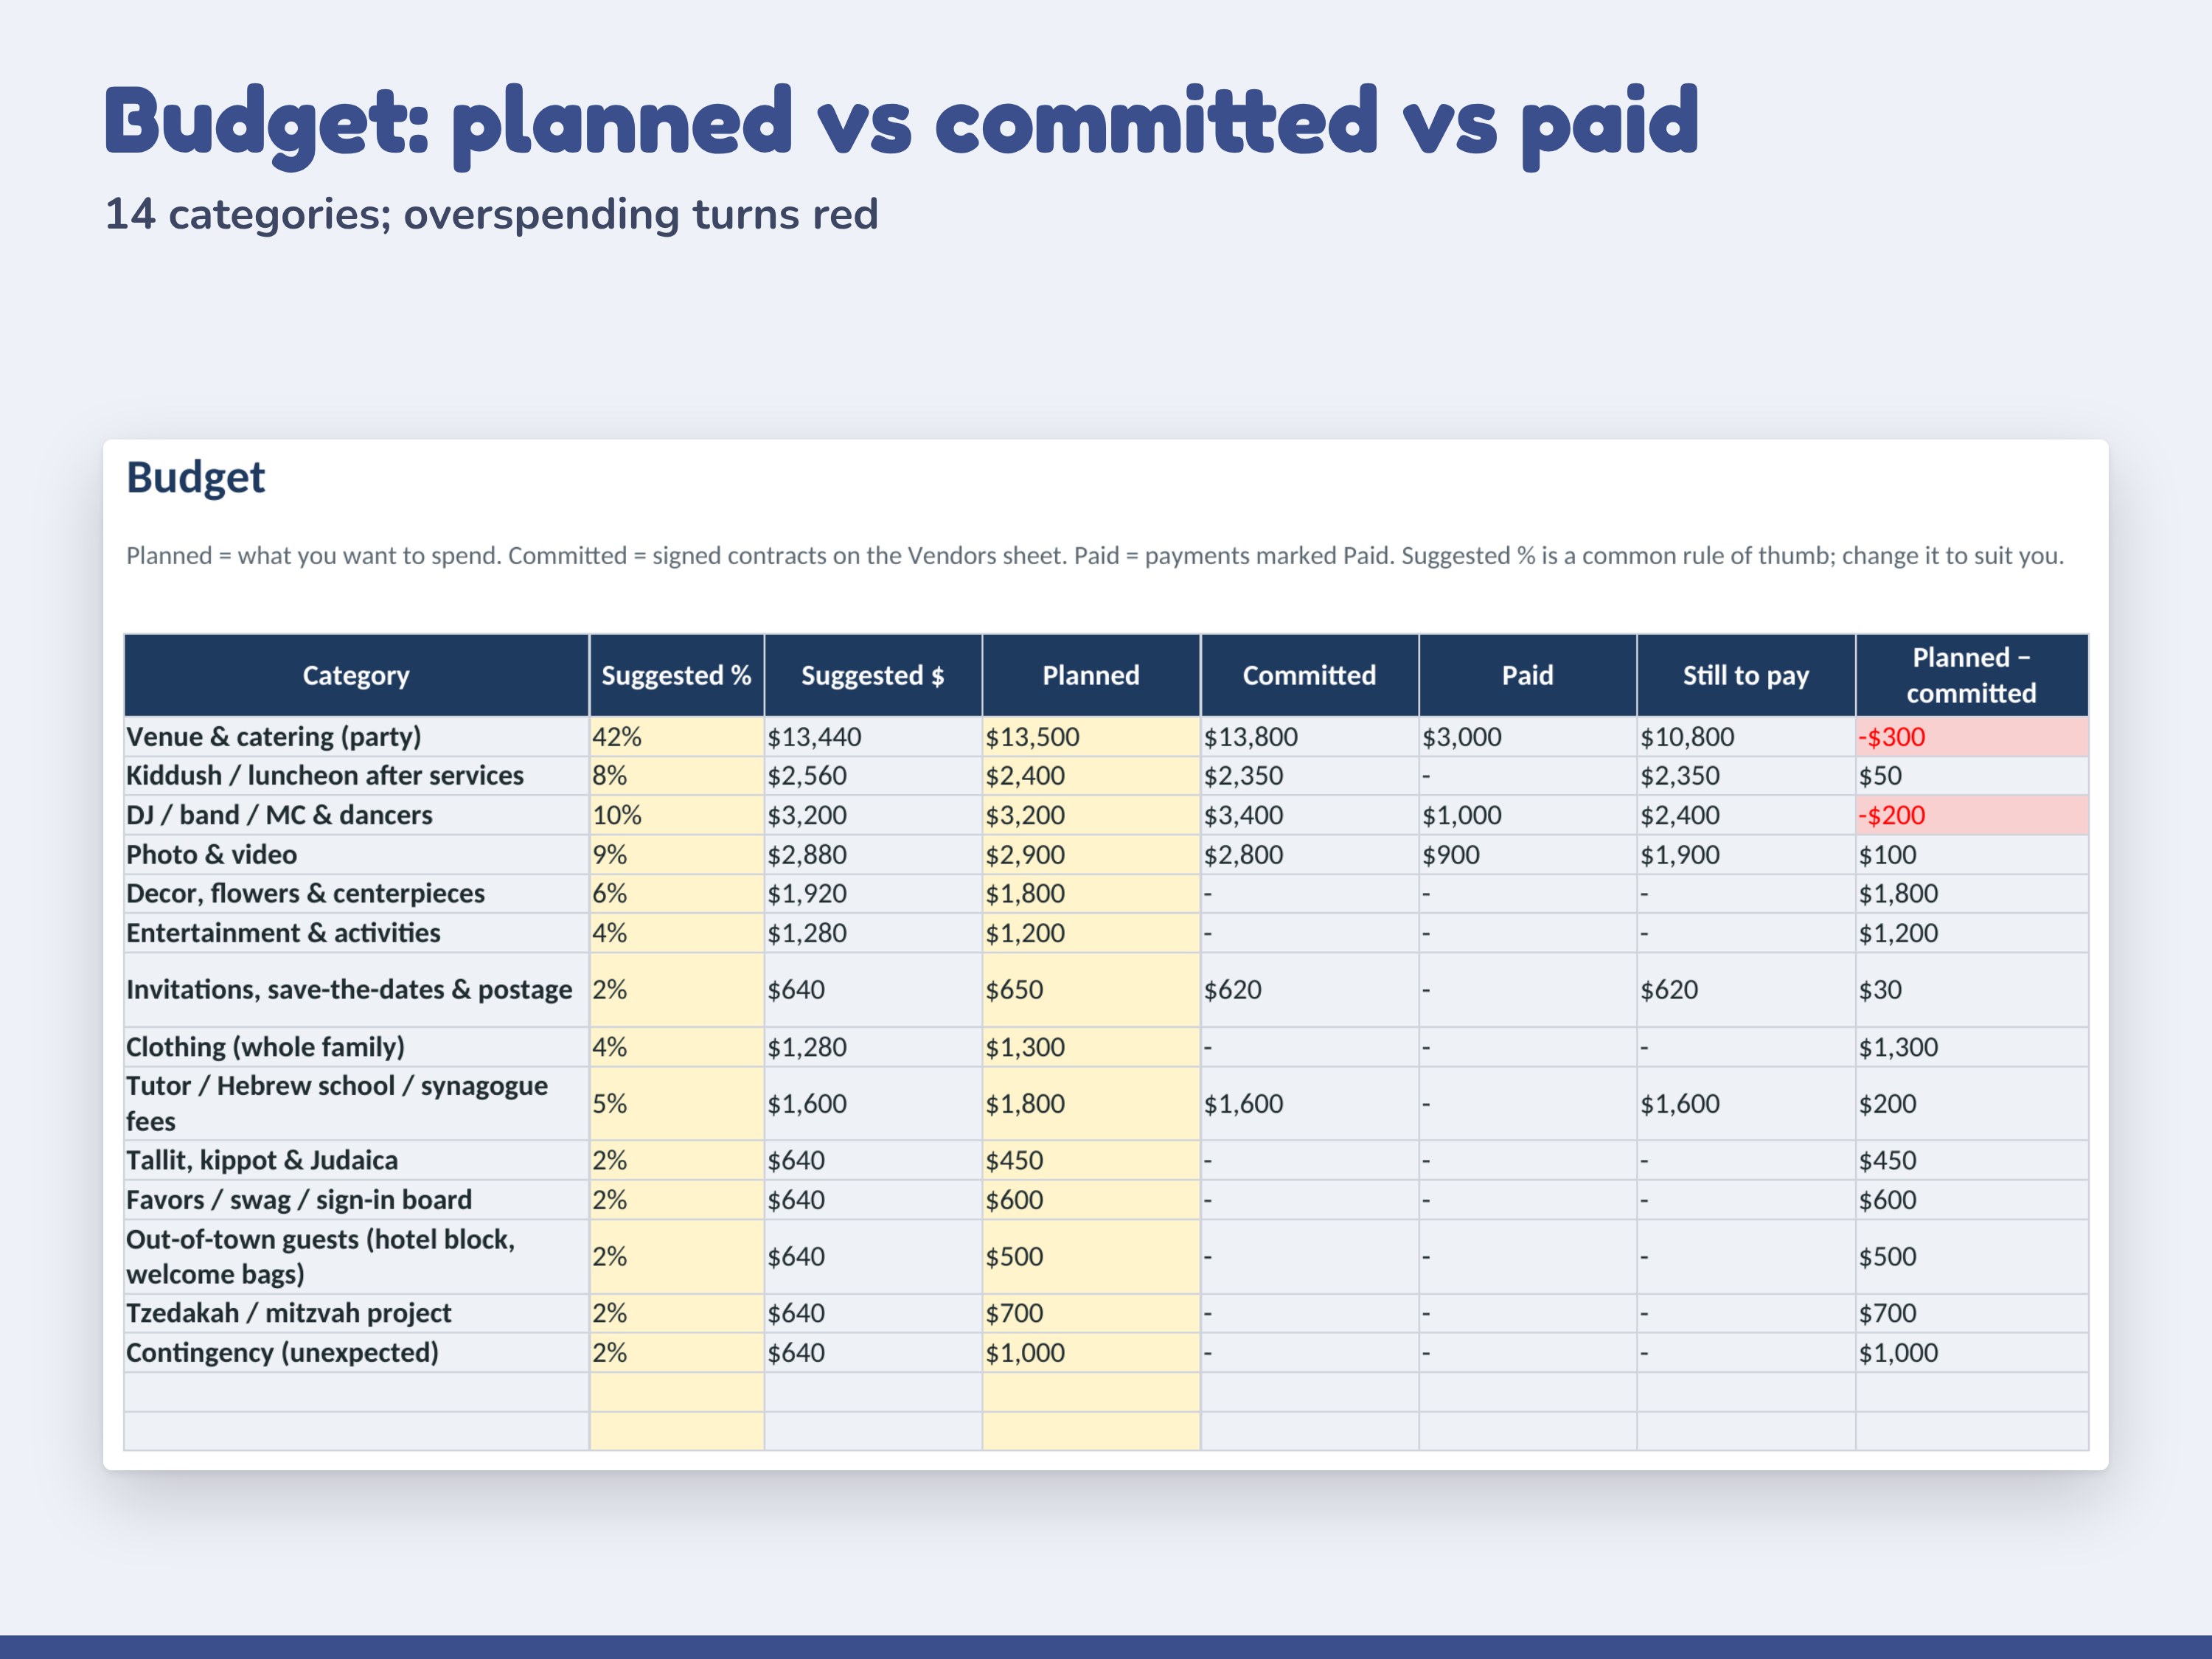 Budget: planned vs committed vs paid
14 categories; overspending turns red
Budget
Planned = what you want to spend. Committed = signed contracts on the Vendors sheet. Paid = payments marked Paid. Suggested % is a common rule of thumb; change it to suit you.
Category Suggested % Suggested $ Planned Committed Paid Still to pay Planned – committed
Venue & catering (party) 42% $13,440 $13,500 $13,800 $3,000 $10,800 -$300
Kiddush / luncheon after services 8% $2,560 $2,400 $2,350 - $2,350 $50
DJ / band / MC & dancers 10% $3,200 $3,200 $3,400 $1,000 $2,400 -$200
Photo & video 9% $2,880 $2,900 $2,800 $900 $1,900 $100
Decor, flowers & centerpieces 6% $1,920 $1,800 - - - $1,800
Entertainment & activities 4% $1,280 $1,200 - - - $1,200
Invitations, save-the-dates & postage 2% $640 $650 $620 - $620 $30
Clothing (whole family) 4% $1,280 $1,300 - - - $1,300
Tutor / Hebrew school / synagogue fees 5% $1,600 $1,800 $1,600 - $1,600 $200
Tallit, kippot & Judaica 2% $640 $450 - - - $450
Favors / swag / sign-in board 2% $640 $600 - - - $600
Out-of-town guests (hotel block, welcome bags) 2% $640 $500 - - - $500
Tzedakah / mitzvah project 2% $640 $700 - - - $700
Contingency (unexpected) 2% $640 $1,000 - - - $1,000